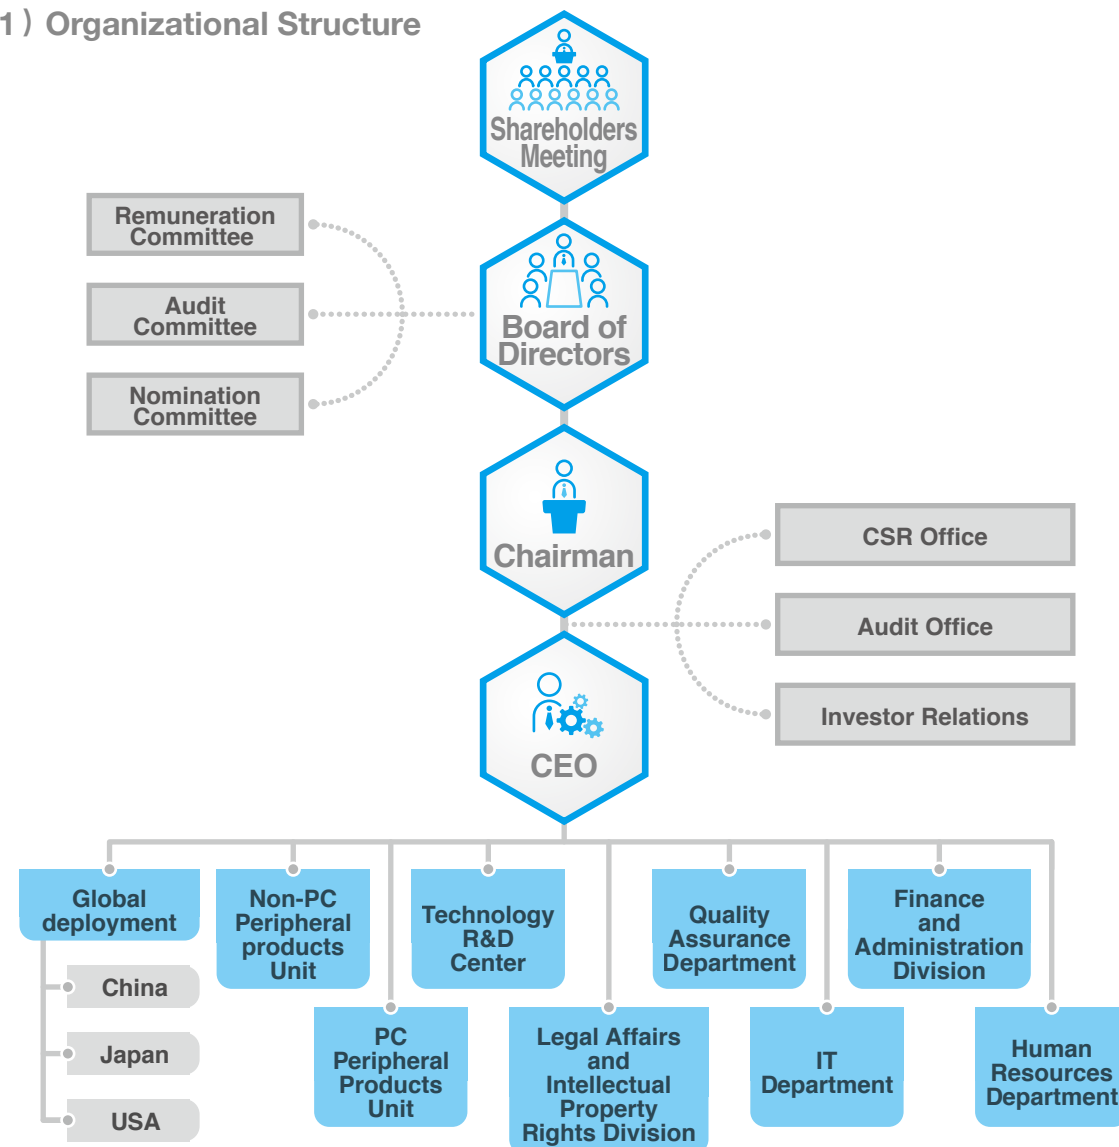 1）Organizational Structure
Shareholders
Meeting
Remuneration
Committee
Audit
Committee
Nomination
Committee
Board of
Directors
Chairman
CSR Office
Audit Office
Investor Relations
CEO
Global
deployment
China
Japan
USA
Non-PC
Peripheral
products
Unit
PC
Peripheral
Products
Unit
Technology
R&D
Center
Legal Affairs
and
Intellectual
Property
Rights Division
Quality
Assurance
Department
IT
Department
Finance
and
Administration
Division
Human
Resources
Department